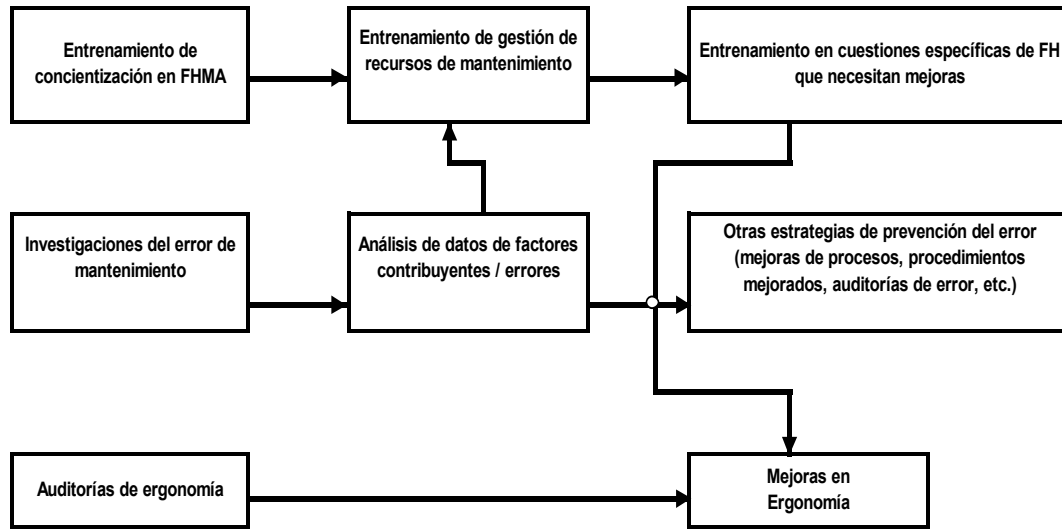 Entrenamiento de
concientización en FHMA
Entrenamiento de gestión de
recursos de mantenimiento
Entrenamiento en cuestiones específicas de FH
que necesitan mejoras
Investigaciones del error de
mantenimiento
Análisis de datos de factores
contribuyentes / errores
Otras estrategias de prevención del error
(mejoras de procesos, procedimientos
mejorados, auditorías de error, etc.)
Auditorías de ergonomía
Mejoras en
Ergonomía